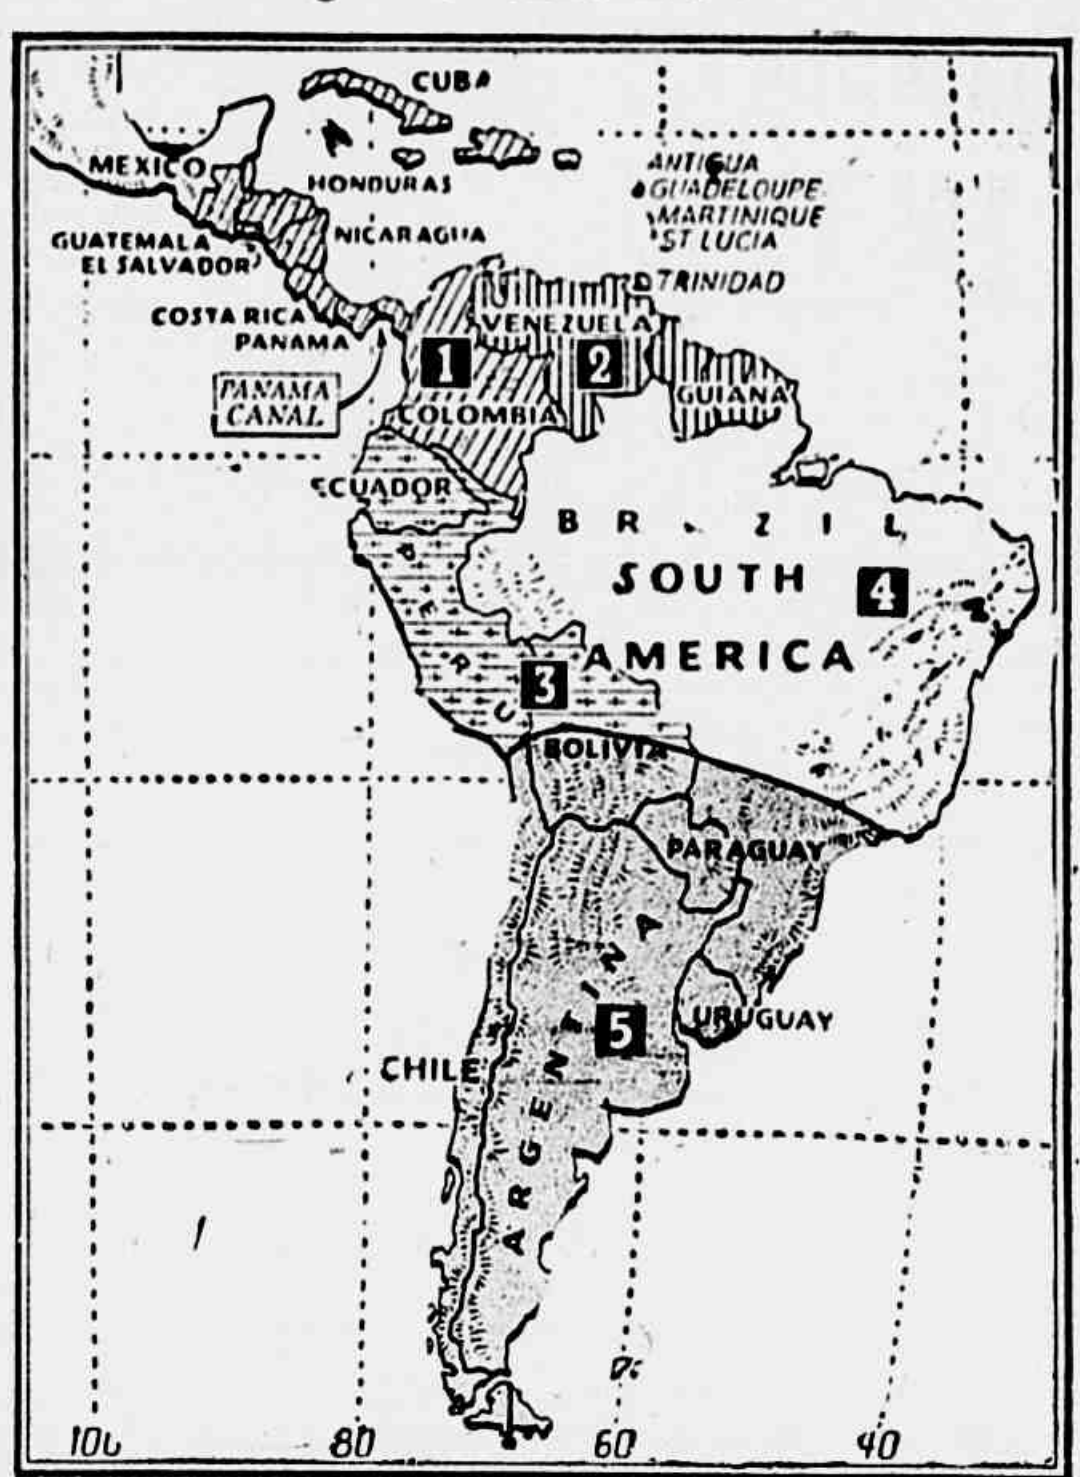 CUBA
MEXICO
HONDURAS
ANTIGUA
GUADELOUPE
MARTINIQUE
ST LUCIA
NICARAGUA
GUATEMALA
EL SALVADOR
TRINIDAD
COSTA RICA
PANAMA
VENEZUELA
1
2
PANAMA
CANAL
GUIANA
COLOMBIA
ECUADOR
B R Z I L
SOUTH
4
PERU
AMERICA
3
BOLIVIA
PARAGUAY
ARGENTINA
5
URUGUAY
CHILE
100
80
60
40